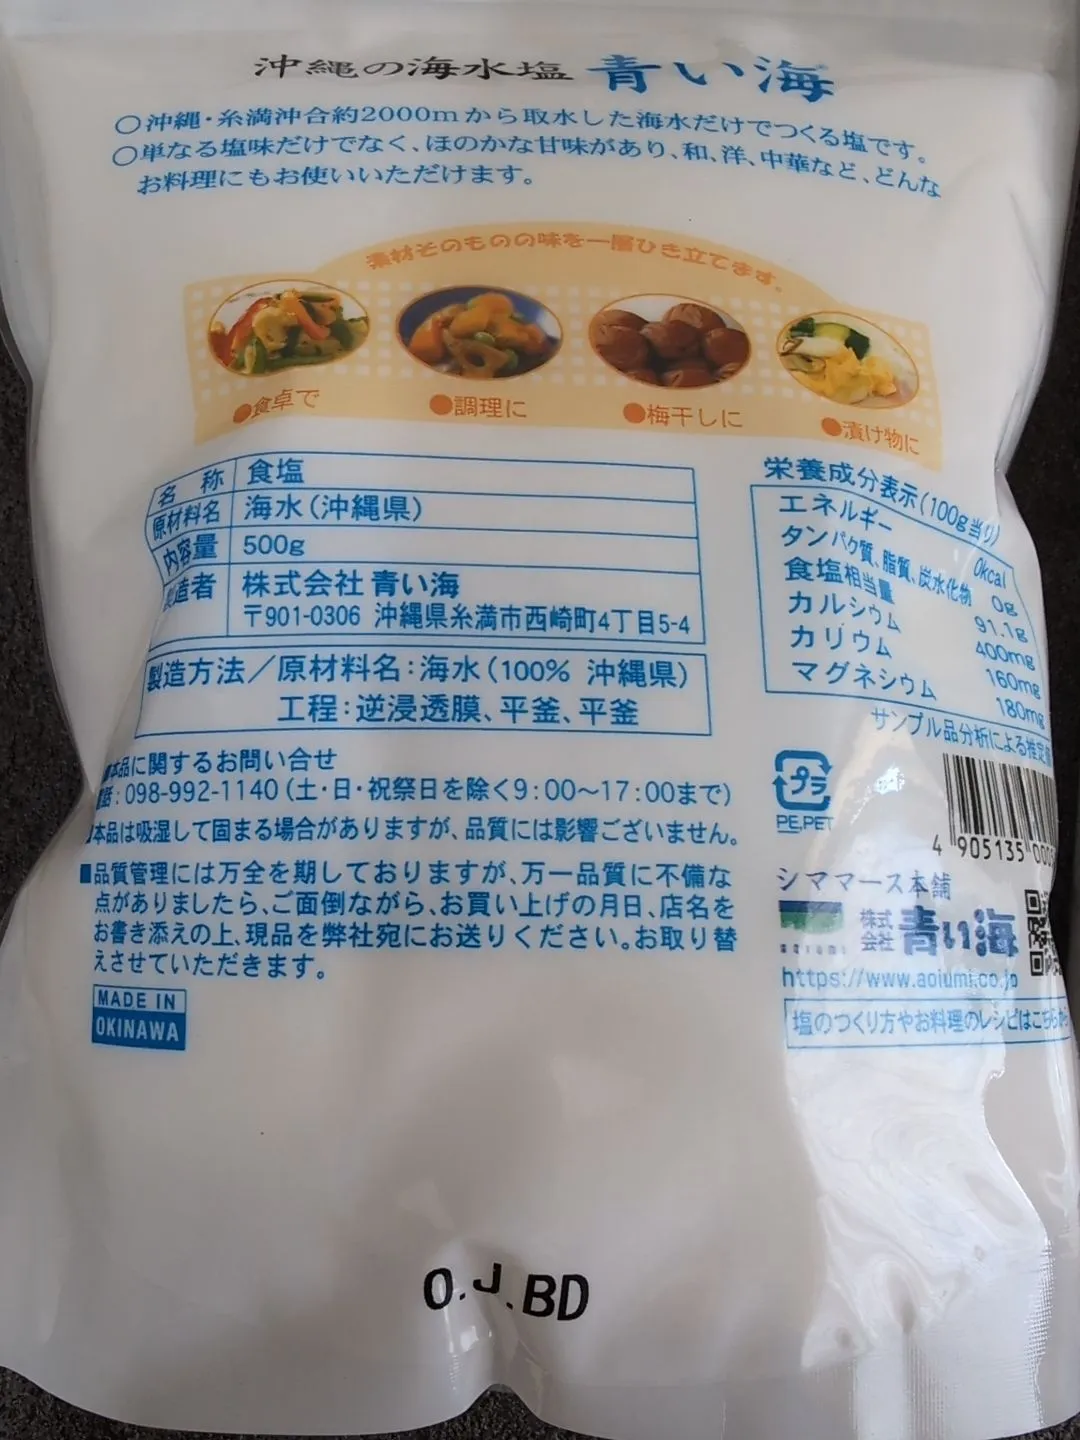 沖縄の海水塩 青い海
○沖縄・糸満沖合約2000mから取水した海水だけでつくる塩です。
○単なる塩味だけでなく、ほのかな甘味があり、和、洋、中華など、どんな
お料理にもお使いいただけます。
素材そのものの味を一層ひき立てます。
●食卓で ●調理に ●梅干しに ●漬け物に
名 称 食塩
原材料名 海水(沖縄県)
内容量 500g
製造者 株式会社 青い海
〒901-0306 沖縄県糸満市西崎町4丁目5-4
製造方法/原材料名:海水(100% 沖縄県)
工程:逆浸透膜、平釜、平釜
栄養成分表示(100g当り)
エネルギー 0kcal
タンパク質、脂質、炭水化物 0g
食塩相当量 91.1g
カルシウム 400mg
カリウム 160mg
マグネシウム 180mg
サンプル品分析による推定
本品に関するお問い合せ
電話:098-992-1140(土・日・祝祭日を除く9:00〜17:00まで)
本品は吸湿して固まる場合がありますが、品質には影響ございません。
■品質管理には万全を期しておりますが、万一品質に不備な
点がありましたら、ご面倒ながら、お買い上げの月日、店名を
お書き添えの上、現品を弊社宛にお送りください。お取り替
えさせていただきます。
MADE IN
OKINAWA
プラ
PE,PET
4 905135 000
シママース本舗
株式会社 青い海
https://www.aoiumi.co.jp
塩のつくり方やお料理のレシピはこちらから
O.J.BD